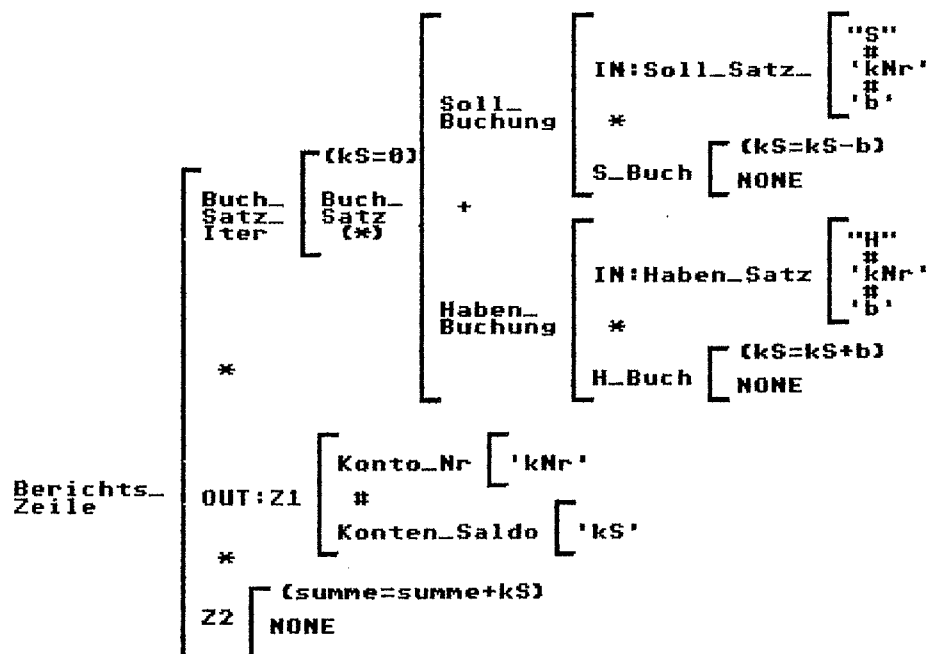 "S"
#
IN:Soll_Satz_ 'kNr'
#
'b'
Soll_
Buchung
*
(kS=0)
(kS=kS-b)
S_Buch
NONE
Buch_
Satz_
Iter
Buch_
Satz
(*)
+
"H"
#
IN:Haben_Satz 'kNr'
#
'b'
Haben_
Buchung
*
(kS=kS+b)
H_Buch
NONE
*
Konto_Nr 'kNr'
Berichts_
Zeile
OUT:Z1
#
Konten_Saldo 'kS'
*
(summe=summe+kS)
Z2
NONE